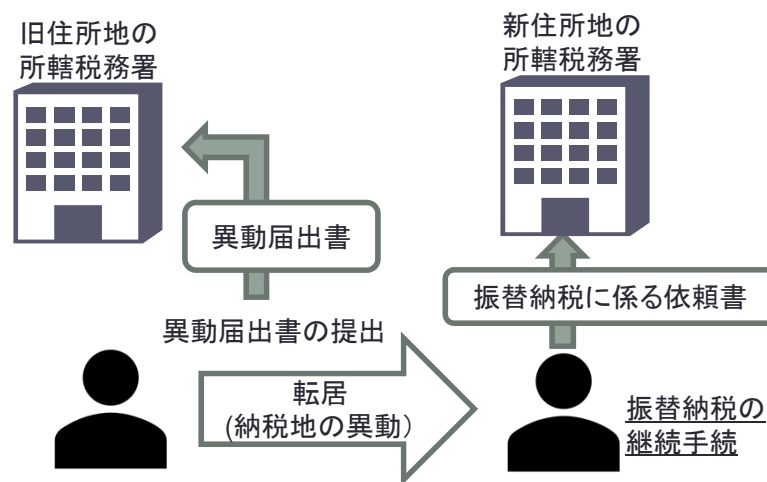 旧住所地の
所轄税務署
新住所地の
所轄税務署
異動届出書
振替納税に係る依頼書
異動届出書の提出
転居
(納税地の異動)
振替納税の
継続手続